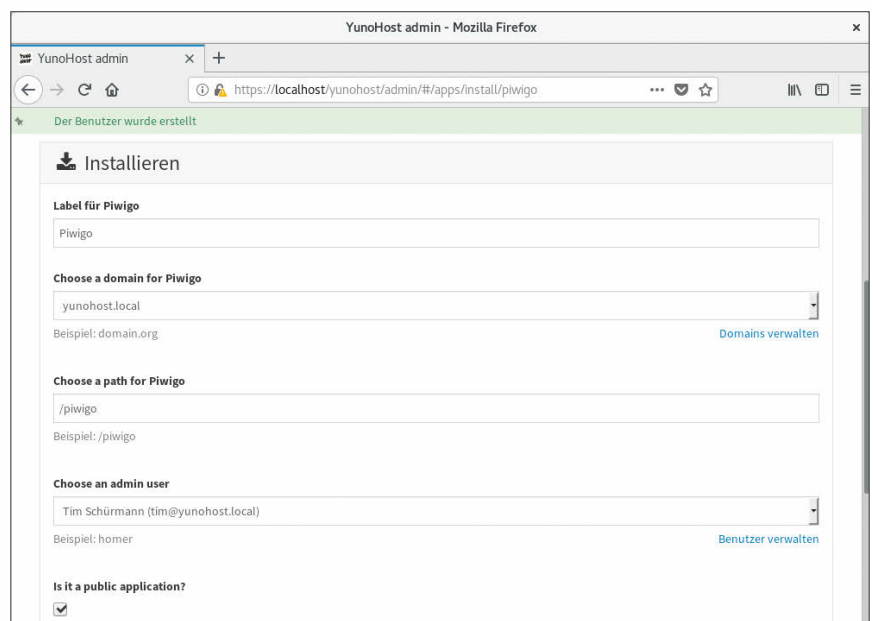 YunoHost admin - Mozilla Firefox
YunoHost admin
https://localhost/yunohost/admin/#/apps/install/piwigo
Der Benutzer wurde erstellt
Installieren
Label für Piwigo
Piwigo
Choose a domain for Piwigo
yunohost.local
Beispiel: domain.org
Domains verwalten
Choose a path for Piwigo
/piwigo
Beispiel: /piwigo
Choose an admin user
Tim Schürmann (tim@yunohost.local)
Beispiel: homer
Benutzer verwalten
Is it a public application?